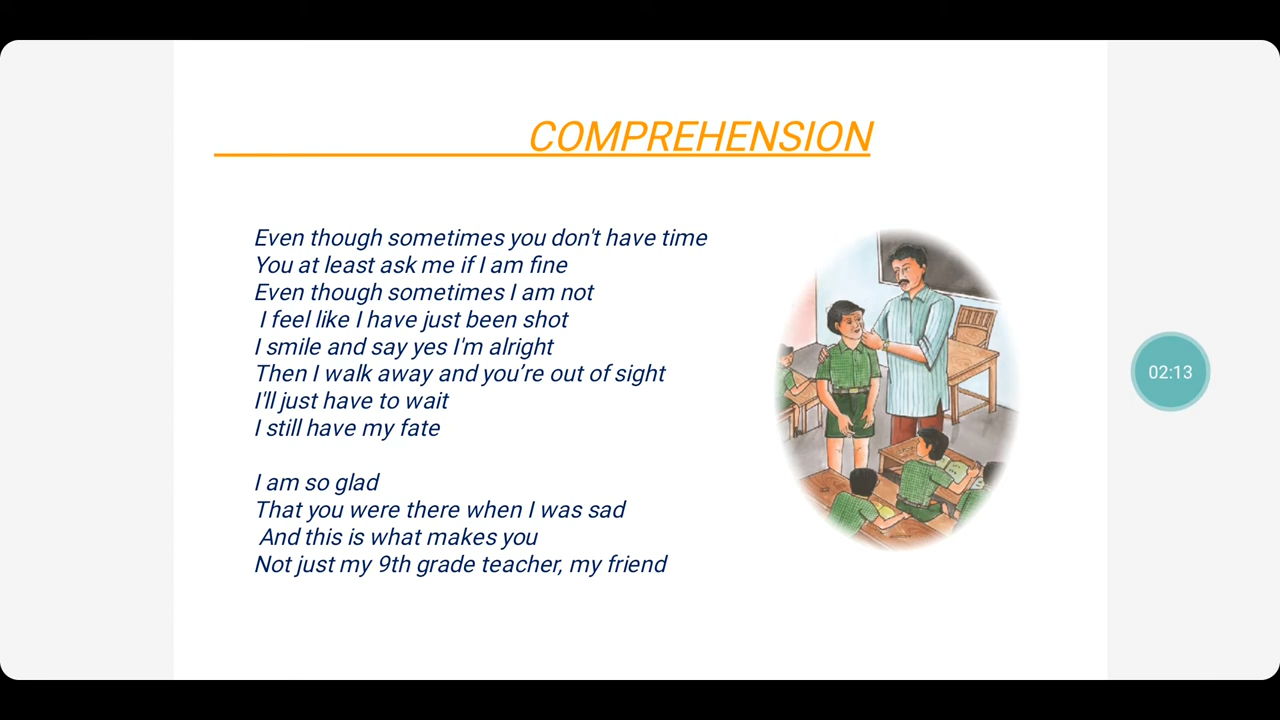 COMPREHENSION
Even though sometimes you don't have time
You at least ask me if I am fine
Even though sometimes I am not
I feel like I have just been shot
I smile and say yes I'm alright
Then I walk away and you’re out of sight
I'll just have to wait
I still have my fate
I am so glad
That you were there when I was sad
And this is what makes you
Not just my 9th grade teacher, my friend
02:13